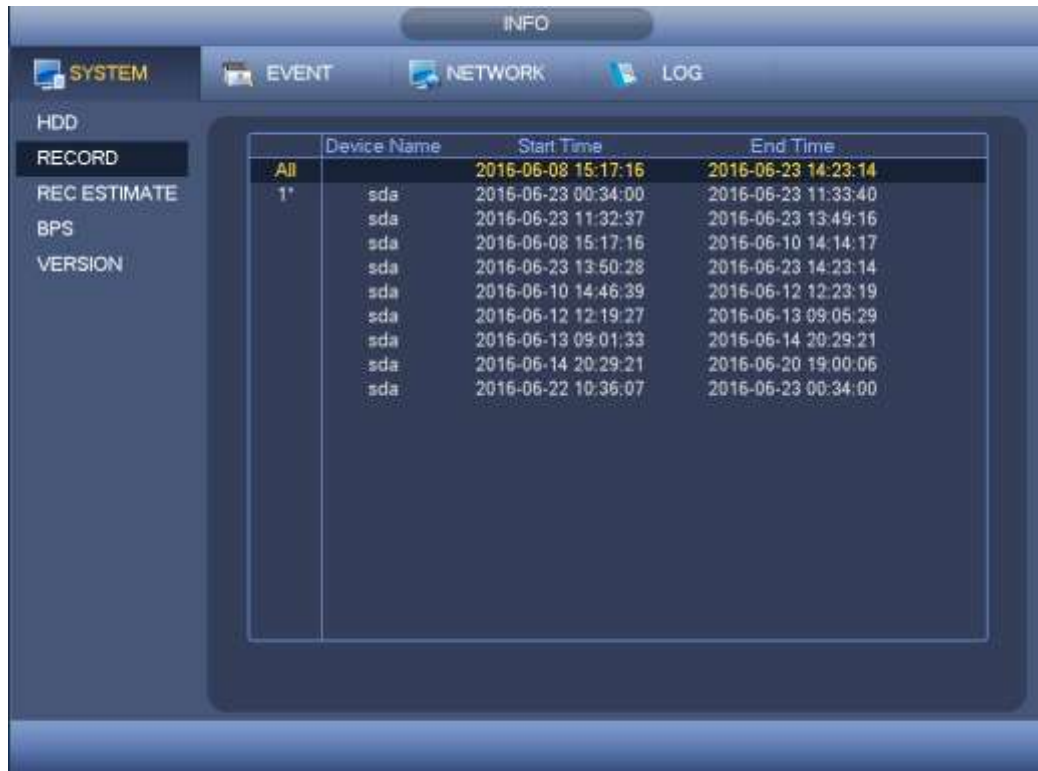 INFO
SYSTEM EVENT NETWORK LOG
HDD
RECORD
REC ESTIMATE
BPS
VERSION
Device Name Start Time End Time
All 2016-06-08 15:17:16 2016-06-23 14:23:14
1* sda 2016-06-23 00:34:00 2016-06-23 11:33:40
sda 2016-06-23 11:32:37 2016-06-23 13:49:16
sda 2016-06-08 15:17:16 2016-06-10 14:14:17
sda 2016-06-23 13:50:28 2016-06-23 14:23:14
sda 2016-06-10 14:46:39 2016-06-12 12:23:19
sda 2016-06-12 12:19:27 2016-06-13 09:05:29
sda 2016-06-13 09:01:33 2016-06-14 20:29:21
sda 2016-06-14 20:29:21 2016-06-20 19:00:06
sda 2016-06-22 10:36:07 2016-06-23 00:34:00